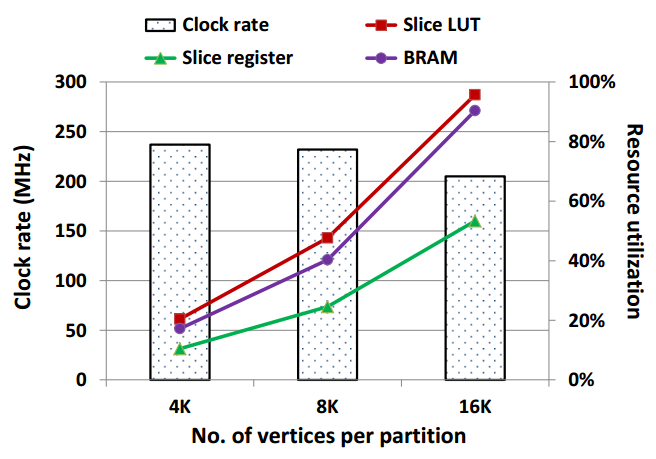 Clock rate
Slice LUT
Slice register
BRAM
300
250
200
150
100
50
0
Clock rate (MHz)
100%
80%
60%
40%
20%
0%
Resource utilization
4K
8K
16K
No. of vertices per partition